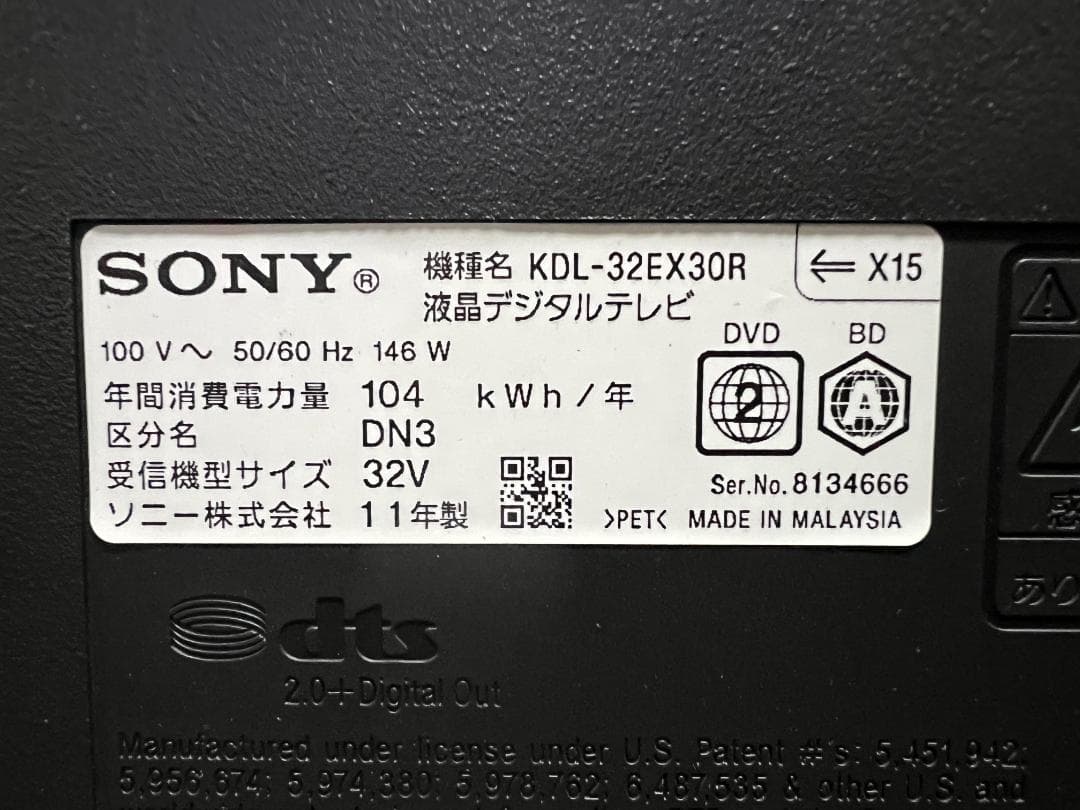 SONY®
機種名 KDL-32EX30R
⇐ X15
液晶デジタルテレビ
100 V～ 50/60 Hz 146 W
DVD BD
2 A
年間消費電力量 104 kWh/年
区分名 DN3
受信機型サイズ 32V
Ser.No. 8134666
ソニー株式会社 11年製
>PET< MADE IN MALAYSIA
dts
2.0+Digital Out
Manufactured under license under U.S. Patent #'s: 5,451,942;
5,956,674; 5,974,380; 5,978,762; 6,487,535 & other U.S. and
感
あり